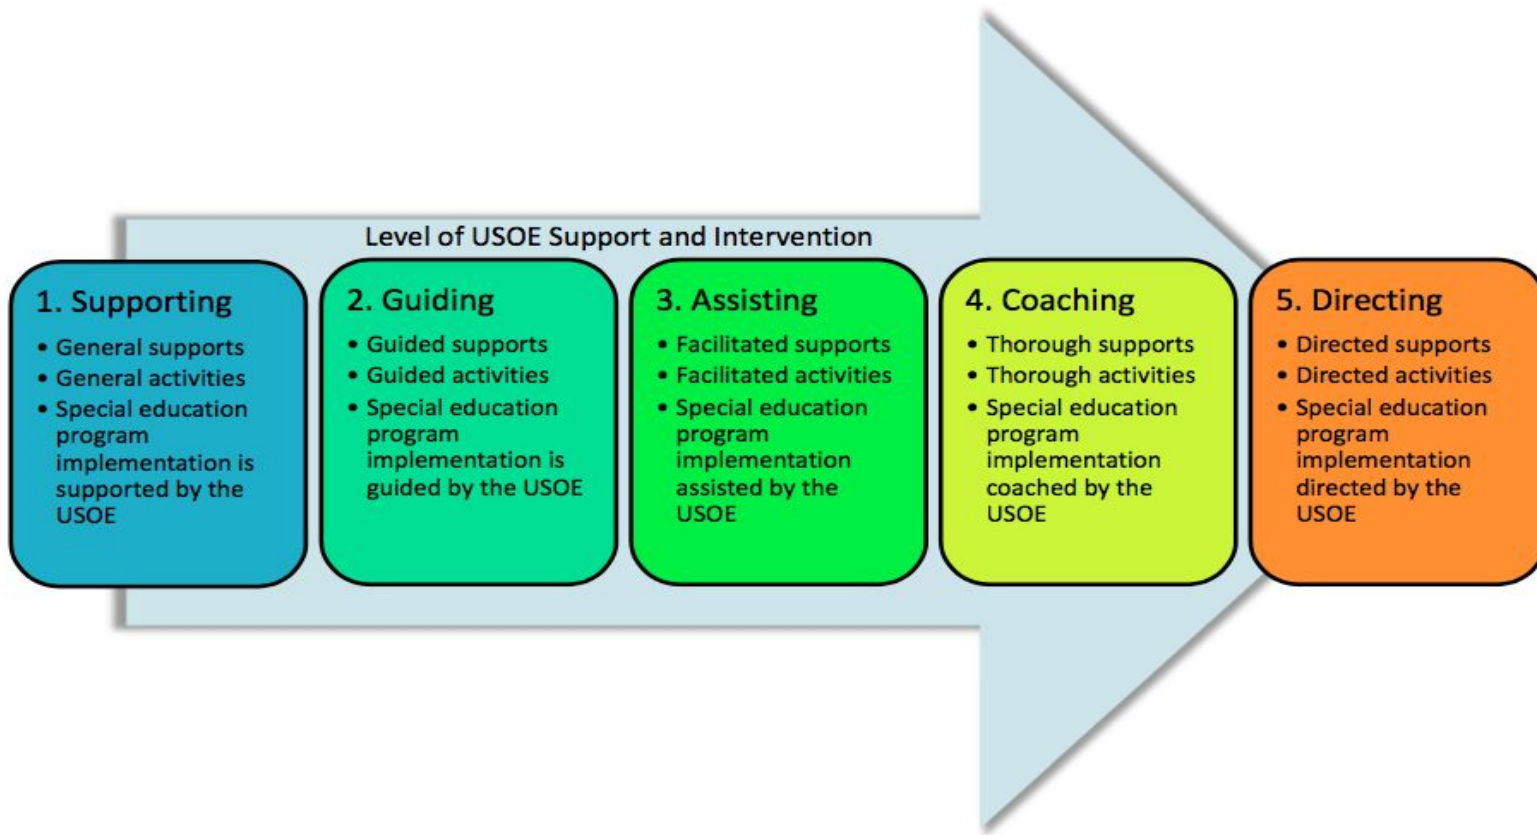 Level of USOE Support and Intervention
1. Supporting
• General supports
• General activities
• Special education
program
implementation is
supported by the
USOE
2. Guiding
• Guided supports
• Guided activities
• Special education
program
implementation is
guided by the USOE
3. Assisting
• Facilitated supports
• Facilitated activities
• Special education
program
implementation
assisted by the
USOE
4. Coaching
• Thorough supports
• Thorough activities
• Special education
program
implementation
coached by the
USOE
5. Directing
• Directed supports
• Directed activities
• Special education
program
implementation
directed by the
USOE